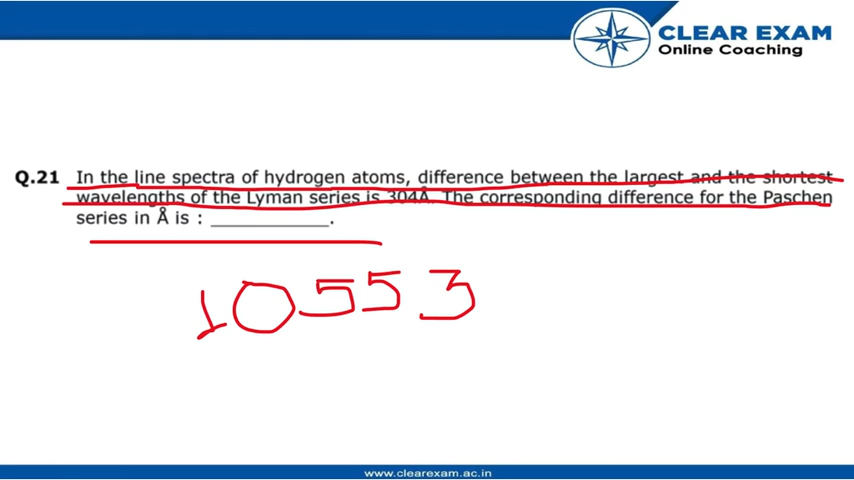 CLEAR EXAM
Online Coaching
Q.21 In the line spectra of hydrogen atoms, difference between the largest and the shortest
wavelengths of the Lyman series is 304Å. The corresponding difference for the Paschen
series in Å is : ____________.
10553
www.clearexam.ac.in